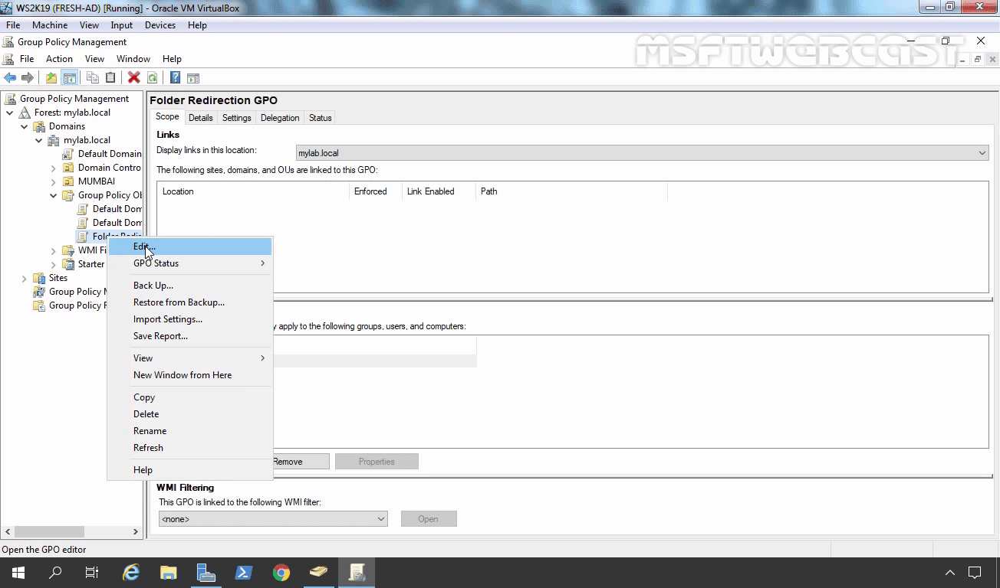 WS2K19 (FRESH-AD) [Running] - Oracle VM VirtualBox
File Machine View Input Devices Help
Group Policy Management
MSFTWEBCAST
File Action View Window Help
Group Policy Management
Forest: mylab.local
Domains
mylab.local
Default Domain
Domain Contro
MUMBAI
Group Policy Ob
Default Dom
Default Dom
Folder Redir
WMI Fi
Starter
Sites
Group Policy M
Group Policy R
Edit...
GPO Status
Back Up...
Restore from Backup...
Import Settings...
Save Report...
View
New Window from Here
Copy
Delete
Rename
Refresh
Help
Folder Redirection GPO
Scope Details Settings Delegation Status
Links
Display links in this location: mylab.local
The following sites, domains, and OUs are linked to this GPO:
Location Enforced Link Enabled Path
y apply to the following groups, users, and computers:
Remove Properties
WMI Filtering
This GPO is linked to the following WMI filter:
<none> Open
Open the GPO editor